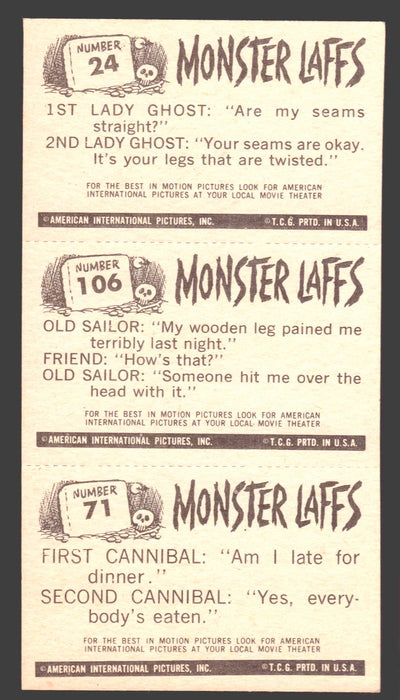 NUMBER
24
MONSTER LAFFS
1ST LADY GHOST: "Are my seams
straight?"
2ND LADY GHOST: "Your seams are okay.
It's your legs that are twisted."
FOR THE BEST IN MOTION PICTURES LOOK FOR AMERICAN
INTERNATIONAL PICTURES AT YOUR LOCAL MOVIE THEATER
©AMERICAN INTERNATIONAL PICTURES, INC. ©T.C.G. PRTD. IN U.S.A.
NUMBER
106
MONSTER LAFFS
OLD SAILOR: "My wooden leg pained me
terribly last night."
FRIEND: "How's that?"
OLD SAILOR: "Someone hit me over the
head with it."
FOR THE BEST IN MOTION PICTURES LOOK FOR AMERICAN
INTERNATIONAL PICTURES AT YOUR LOCAL MOVIE THEATER
©AMERICAN INTERNATIONAL PICTURES, INC. ©T.C.G. PRTD. IN U.S.A.
NUMBER
71
MONSTER LAFFS
FIRST CANNIBAL: "Am I late for
dinner."
SECOND CANNIBAL: "Yes, every-
body's eaten."
FOR THE BEST IN MOTION PICTURES LOOK FOR AMERICAN
INTERNATIONAL PICTURES AT YOUR LOCAL MOVIE THEATER
©AMERICAN INTERNATIONAL PICTURES, INC. ©T.C.G. PRTD. IN U.S.A.